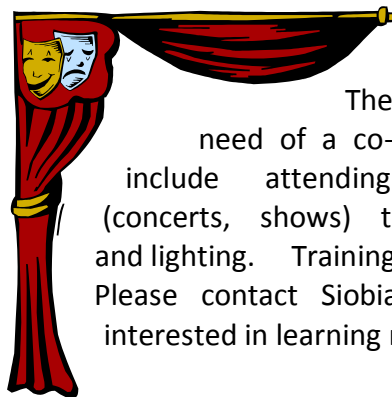 The
need of a co-
include attending
(concerts, shows) t
and lighting. Training
Please contact Siobia
interested in learning